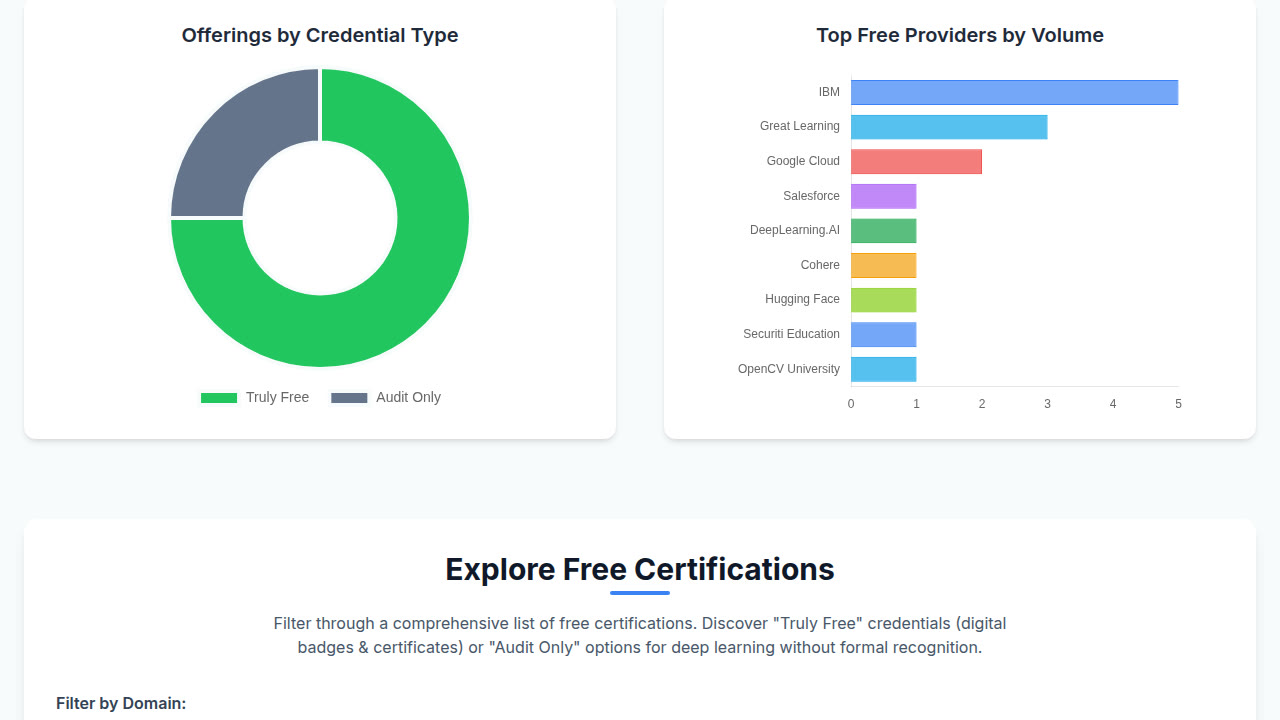 Offerings by Credential Type
Truly Free
Audit Only
Top Free Providers by Volume
IBM
Great Learning
Google Cloud
Salesforce
DeepLearning.AI
Cohere
Hugging Face
Securiti Education
OpenCV University
0 1 2 3 4 5
Explore Free Certifications
Filter through a comprehensive list of free certifications. Discover "Truly Free" credentials (digital
badges & certificates) or "Audit Only" options for deep learning without formal recognition.
Filter by Domain: